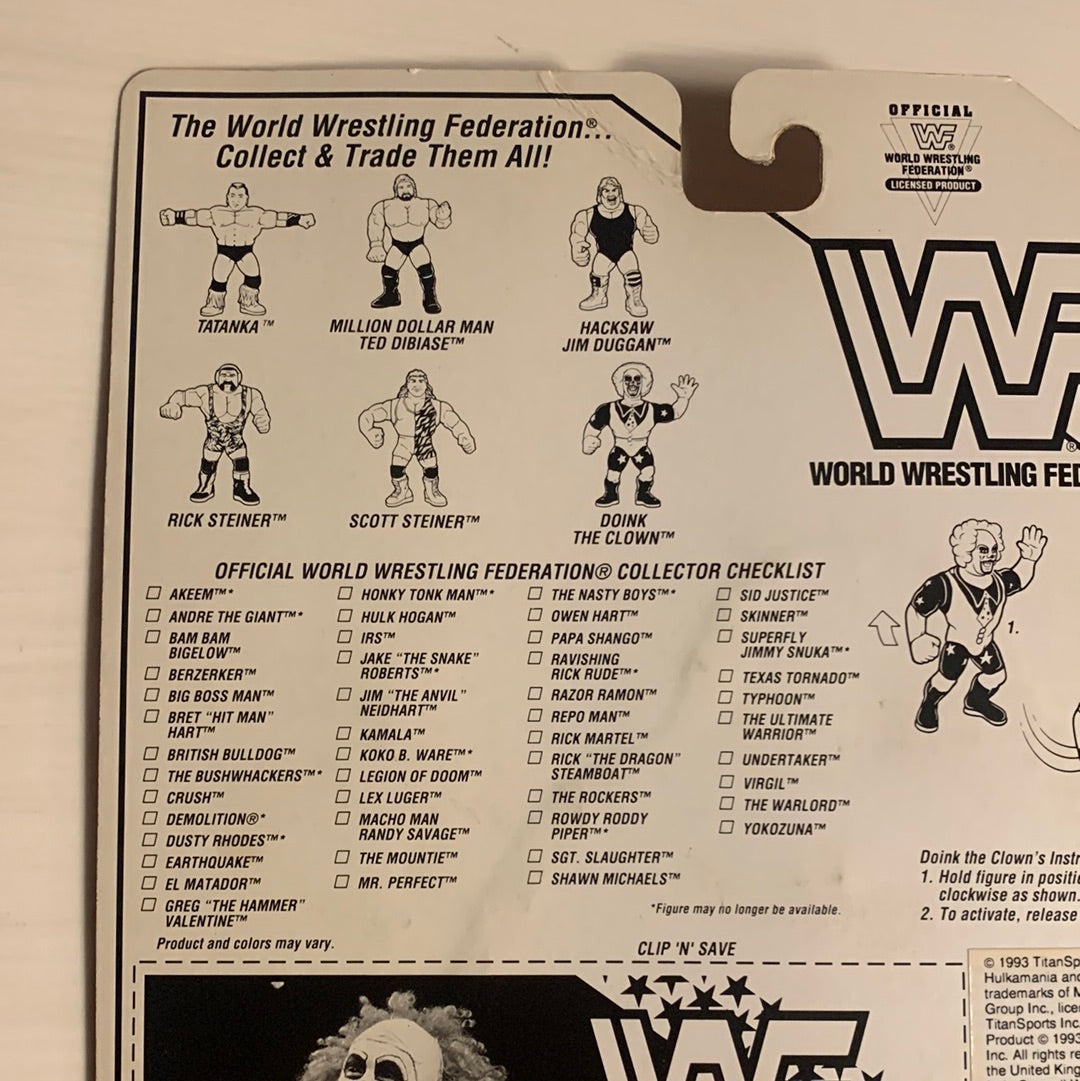 The World Wrestling Federation®...
Collect & Trade Them All!
TATANKA™
MILLION DOLLAR MAN
TED DIBIASE™
HACKSAW
JIM DUGGAN™
RICK STEINER™
SCOTT STEINER™
DOINK
THE CLOWN™
OFFICIAL WORLD WRESTLING FEDERATION® COLLECTOR CHECKLIST
AKEEM™*
ANDRE THE GIANT™*
BAM BAM
BIGELOW™
BERZERKER™
BIG BOSS MAN™
BRET "HIT MAN"
HART™
BRITISH BULLDOG™
THE BUSHWHACKERS™*
CRUSH™
DEMOLITION®*
DUSTY RHODES™*
EARTHQUAKE™
EL MATADOR™
GREG "THE HAMMER"
VALENTINE™
HONKY TONK MAN™*
HULK HOGAN™
IRS™
JAKE "THE SNAKE"
ROBERTS™*
JIM "THE ANVIL"
NEIDHART™
KAMALA™
KOKO B. WARE™*
LEGION OF DOOM™
LEX LUGER™
MACHO MAN
RANDY SAVAGE™
THE MOUNTIE™
MR. PERFECT™
THE NASTY BOYS™*
OWEN HART™
PAPA SHANGO™
RAVISHING
RICK RUDE™*
RAZOR RAMON™
REPO MAN™
RICK MARTEL™
RICK "THE DRAGON"
STEAMBOAT™
THE ROCKERS™
ROWDY RODDY
PIPER™*
SGT. SLAUGHTER™
SHAWN MICHAELS™
SID JUSTICE™
SKINNER™
SUPERFLY
JIMMY SNUKA™*
TEXAS TORNADO™
TYPHOON™
THE ULTIMATE
WARRIOR™
UNDERTAKER™
VIRGIL™
THE WARLORD™
YOKOZUNA™
*Figure may no longer be available.
Product and colors may vary.
CLIP 'N' SAVE
OFFICIAL
WF®
WORLD WRESTLING
FEDERATION®
LICENSED PRODUCT
WF
®
WORLD WRESTLING FED
1.
Doink the Clown's Instr
1. Hold figure in positi
clockwise as shown.
2. To activate, release
© 1993 TitanSp
Hulkamania and
trademarks of M
Group Inc., lice
TitanSports Inc.
Product © 1993
Inc. All rights re
the United King
WF